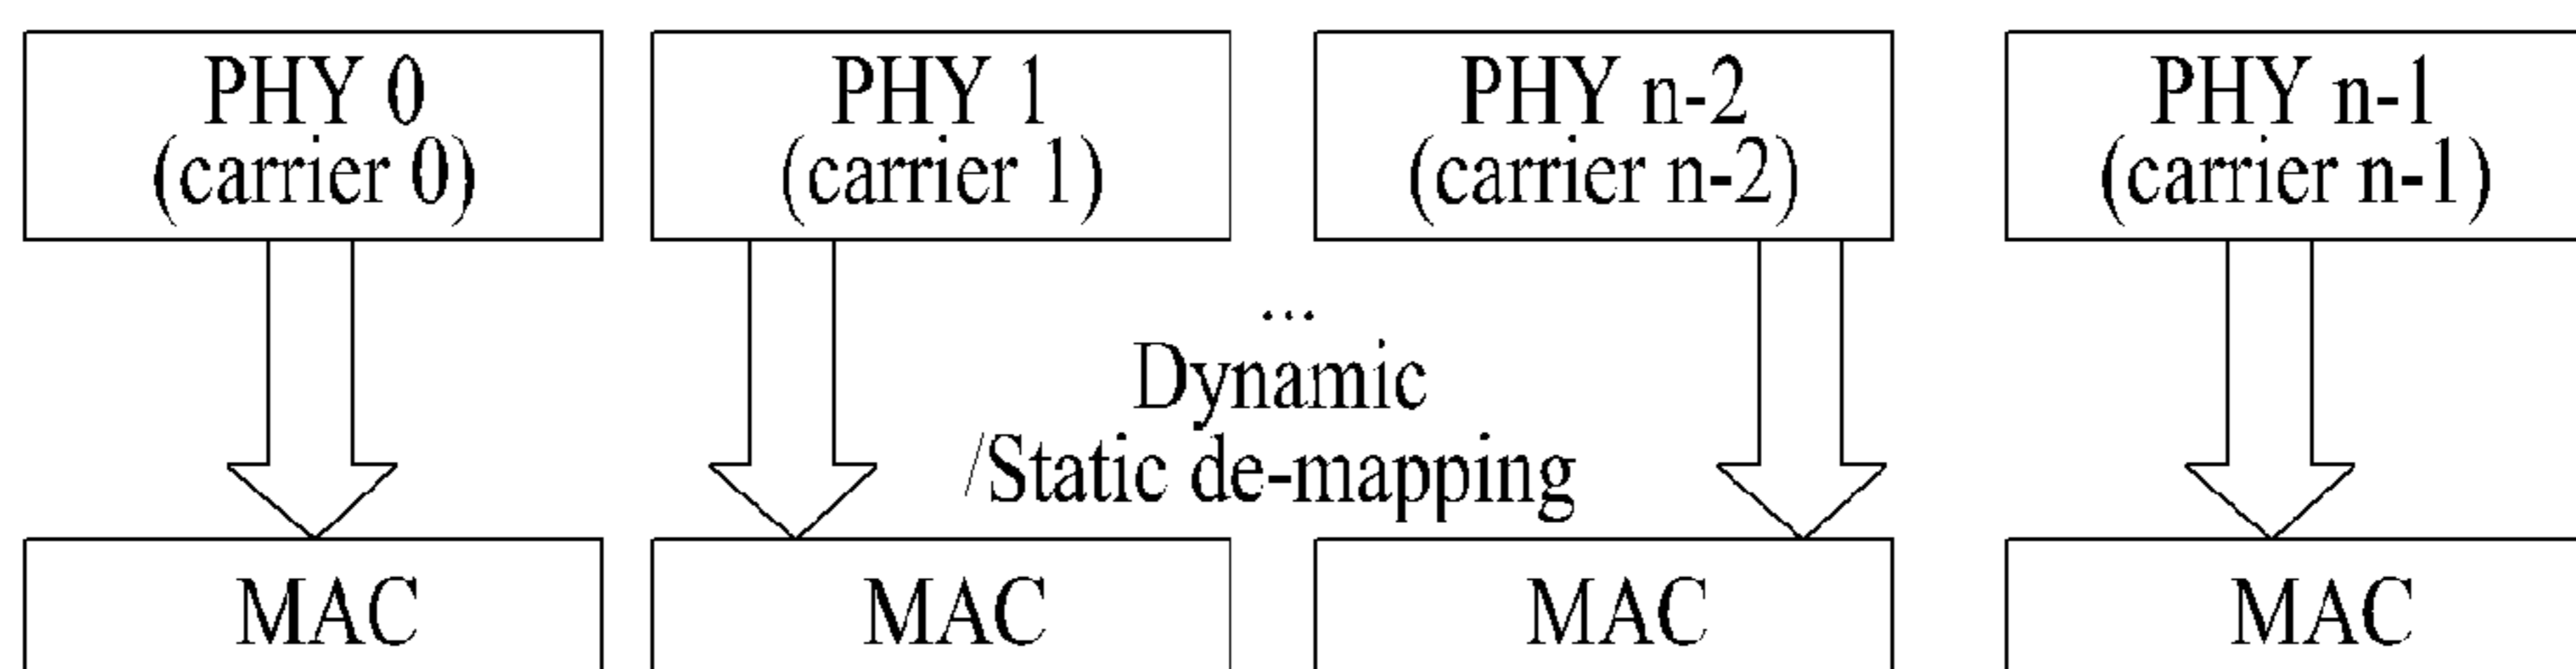 PHY 0
(carrier 0)
PHY 1
(carrier 1)
PHY n-2
(carrier n-2)
PHY n-1
(carrier n-1)
...
Dynamic
/Static de-mapping
MAC
MAC
MAC
MAC